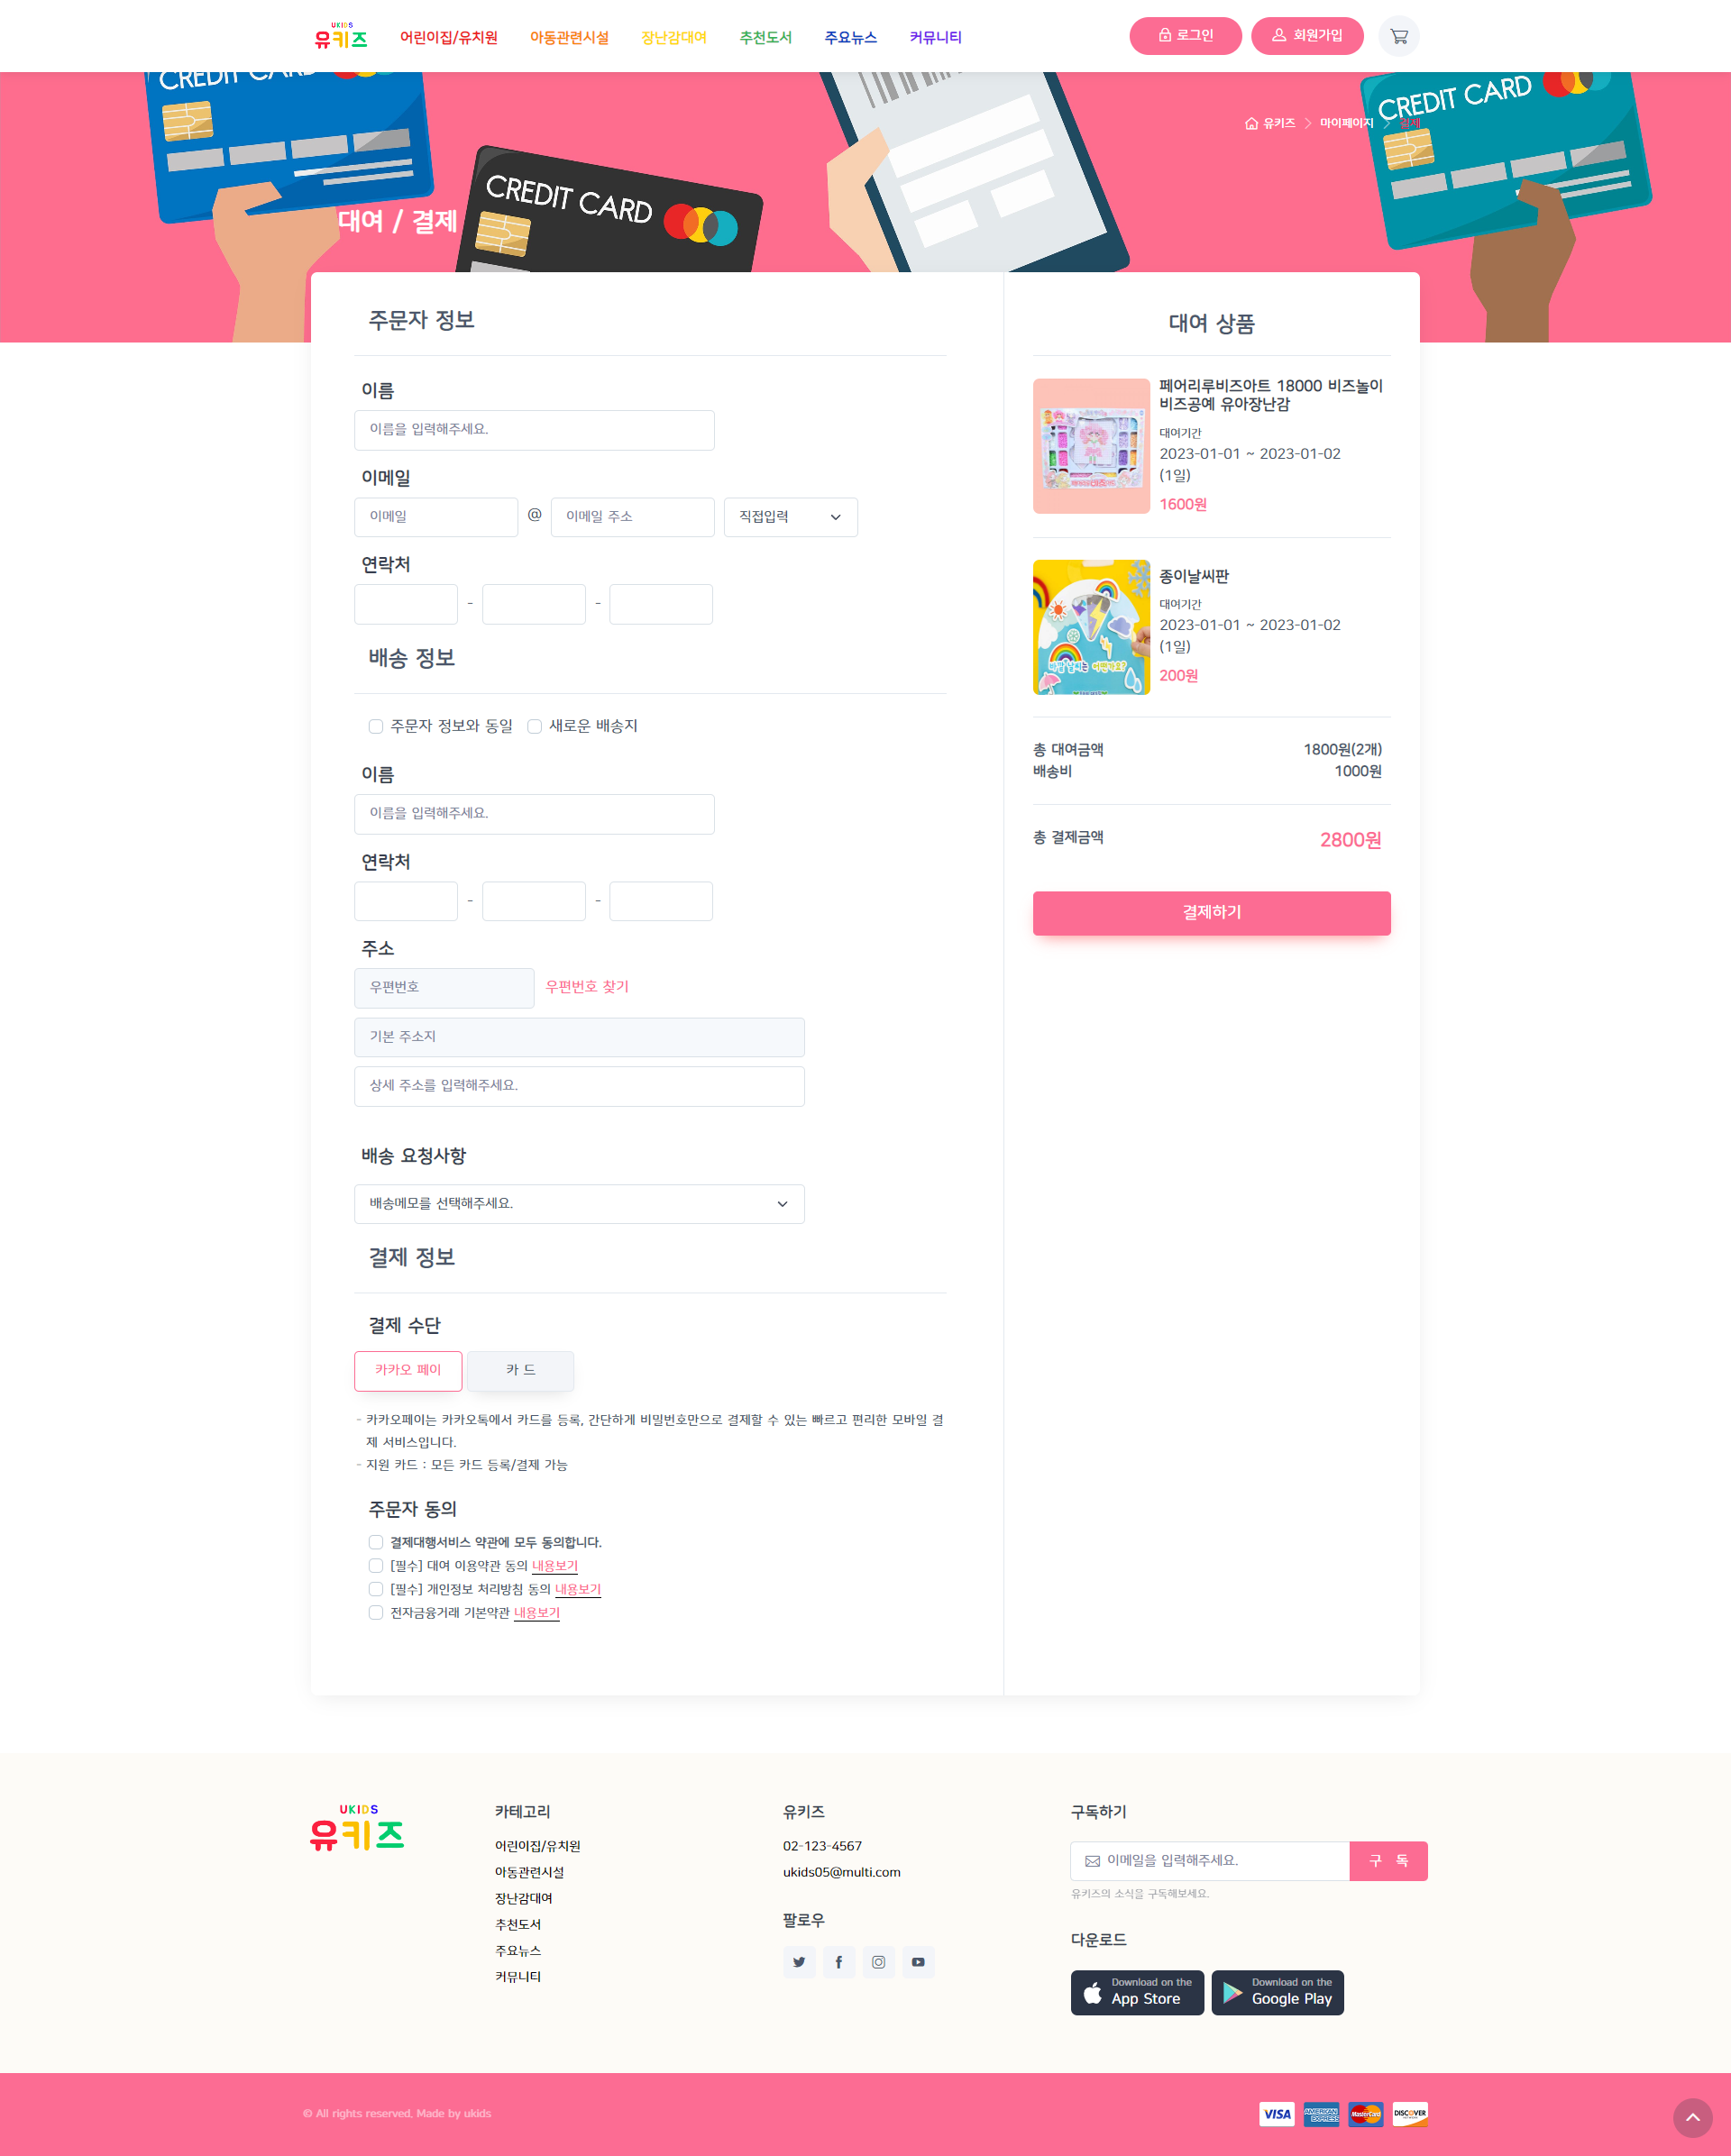 UKIDS
유키즈
어린이집/유치원
아동관련시설
장난감대여
추천도서
주요뉴스
커뮤니티
로그인
회원가입
CREDIT CARD
CREDIT CARD
CREDIT CARD
유키즈
마이페이지
결제
대여 / 결제
주문자 정보
이름
이름을 입력해주세요.
이메일
이메일 @ 이메일 주소 직접입력
연락처
- -
배송 정보
주문자 정보와 동일 새로운 배송지
이름
이름을 입력해주세요.
연락처
- -
주소
우편번호 우편번호 찾기
기본 주소지
상세 주소를 입력해주세요.
배송 요청사항
배송메모를 선택해주세요.
결제 정보
결제 수단
카카오 페이 카 드
- 카카오페이는 카카오톡에서 카드를 등록, 간단하게 비밀번호만으로 결제할 수 있는 빠르고 편리한 모바일 결
제 서비스입니다.
- 지원 카드 : 모든 카드 등록/결제 가능
주문자 동의
결제대행서비스 약관에 모두 동의합니다.
[필수] 대여 이용약관 동의 내용보기
[필수] 개인정보 처리방침 동의 내용보기
전자금융거래 기본약관 내용보기
대여 상품
페어리루비즈아트 18000 비즈놀이
비즈공예 유아장난감
대여기간
2023-01-01 ~ 2023-01-02
(1일)
1600원
종이날씨판
대여기간
2023-01-01 ~ 2023-01-02
(1일)
200원
총 대여금액 1800원(2개)
배송비 1000원
총 결제금액 2800원
결제하기
UKIDS
유키즈
카테고리
어린이집/유치원
아동관련시설
장난감대여
추천도서
주요뉴스
커뮤니티
유키즈
02-123-4567
ukids05@multi.com
팔로우
구독하기
이메일을 입력해주세요. 구 독
유키즈의 소식을 구독해보세요.
다운로드
Download on the
App Store
Download on the
Google Play
© All rights reserved. Made by ukids
VISA
AMERICAN EXPRESS
MasterCard
DISCOVER